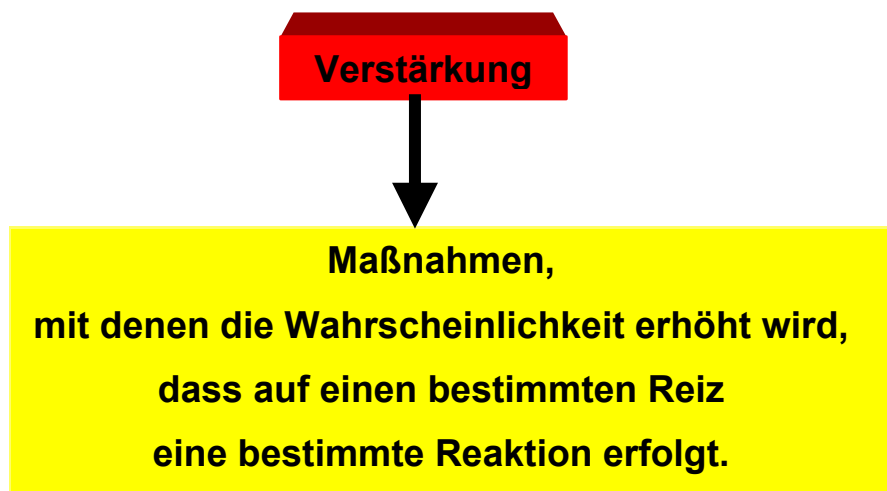 Verstärkung
Maßnahmen,
mit denen die Wahrscheinlichkeit erhöht wird,
dass auf einen bestimmten Reiz
eine bestimmte Reaktion erfolgt.